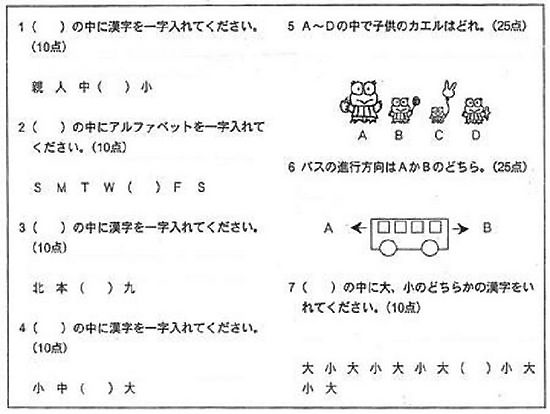 1（　）の中に漢字を一字入れてください。
(10点)
親 人 中（　）小
2（　）の中にアルファベットを一字入れて
ください。(10点)
S M T W（　）F S
3（　）の中に漢字を一字入れてください。
(10点)
北 本（　）九
4（　）の中に漢字を一字入れてください。
(10点)
小 中（　）大
5 A～Dの中で子供のカエルはどれ。(25点)
A B C D
6 バスの進行方向はAかBのどちら。(25点)
A B
7（　）の中に大、小のどちらかの漢字をい
れてください。(10点)
大 小 大 小 大 小 大（　）小 大
小 大